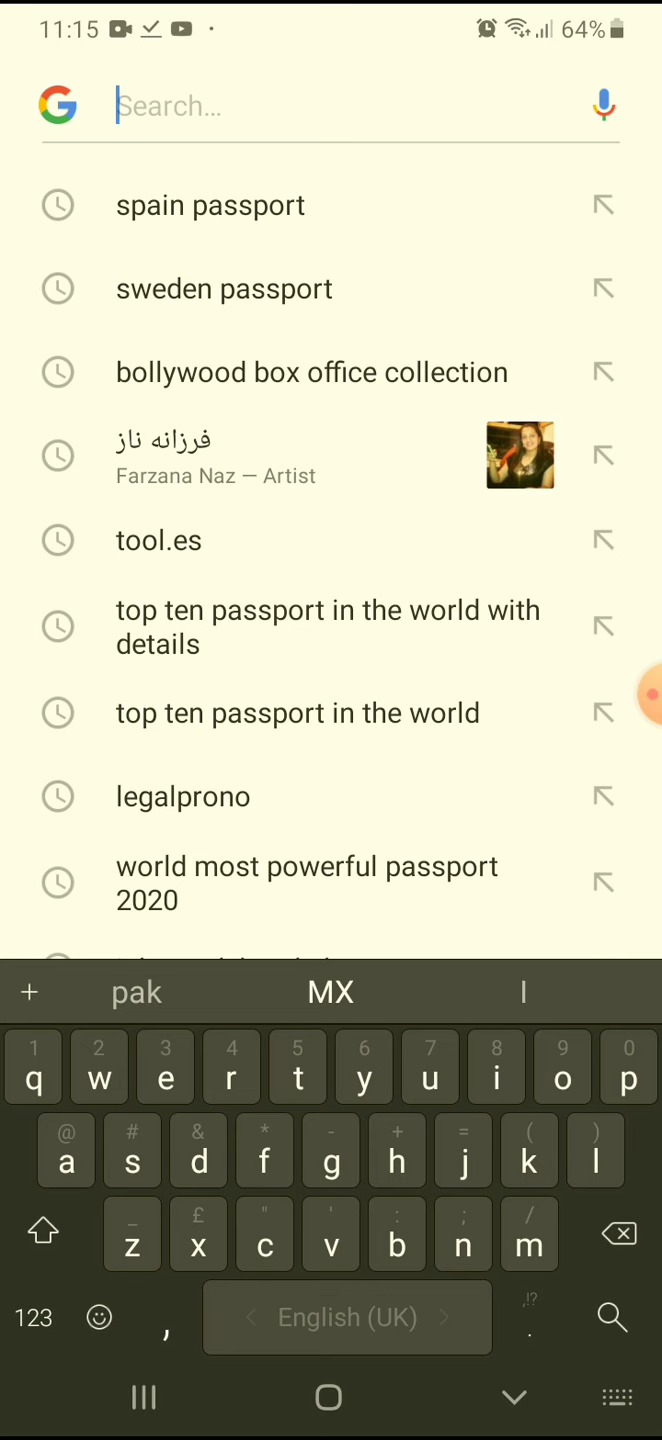 11:15
64%
Search...
spain passport
sweden passport
bollywood box office collection
فرزانه ناز
Farzana Naz — Artist
tool.es
top ten passport in the world with
details
top ten passport in the world
legalprono
world most powerful passport
2020
+ pak MX I
1 2 3 4 5 6 7 8 9 0
q w e r t y u i o p
@ # & * - + = ( )
a s d f g h j k l
_ £ " ' : ; /
z x c v b n m
123 , < English (UK) > ,!? .